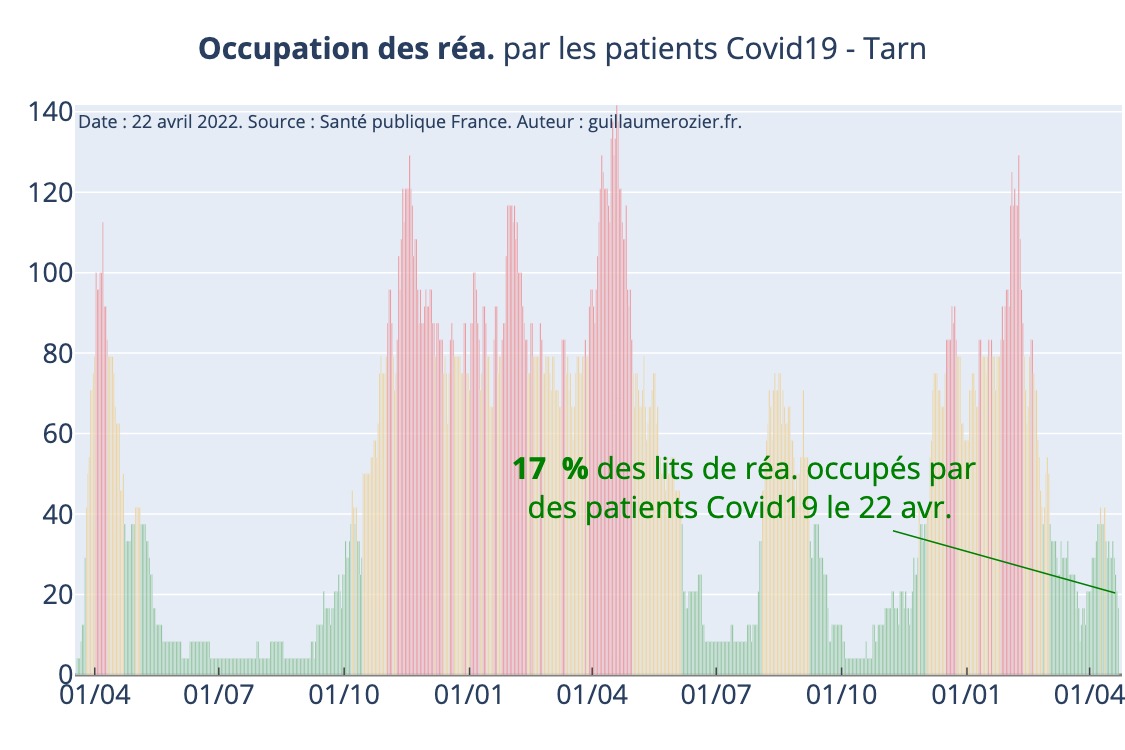 Occupation des réa. par les patients Covid19 - Tarn
140
Date : 22 avril 2022. Source : Santé publique France. Auteur : guillaumerozier.fr.
120
100
80
60
17 % des lits de réa. occupés par
des patients Covid19 le 22 avr.
40
20
0
01/04 01/07 01/10 01/01 01/04 01/07 01/10 01/01 01/04